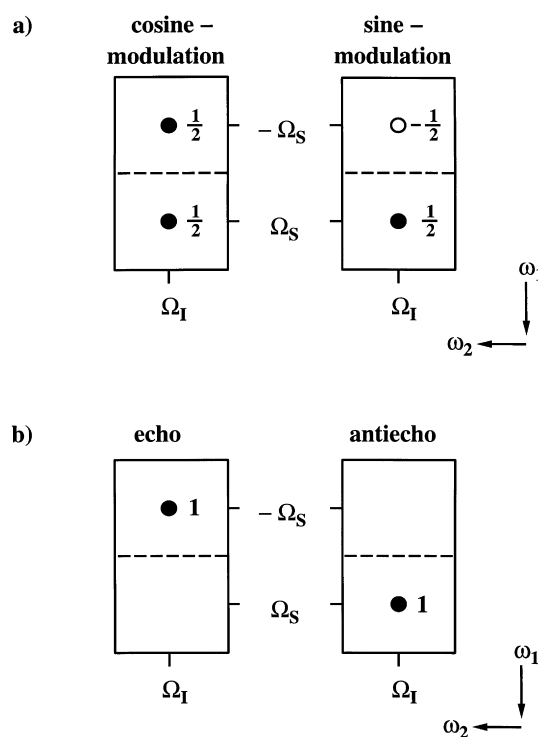 a)
cosine –
modulation
sine –
modulation
1/2
– Ω_S
– 1/2
1/2
Ω_S
1/2
Ω_I
Ω_I
ω_1
ω_2
b)
echo
antiecho
1
– Ω_S
Ω_S
1
Ω_I
Ω_I
ω_1
ω_2